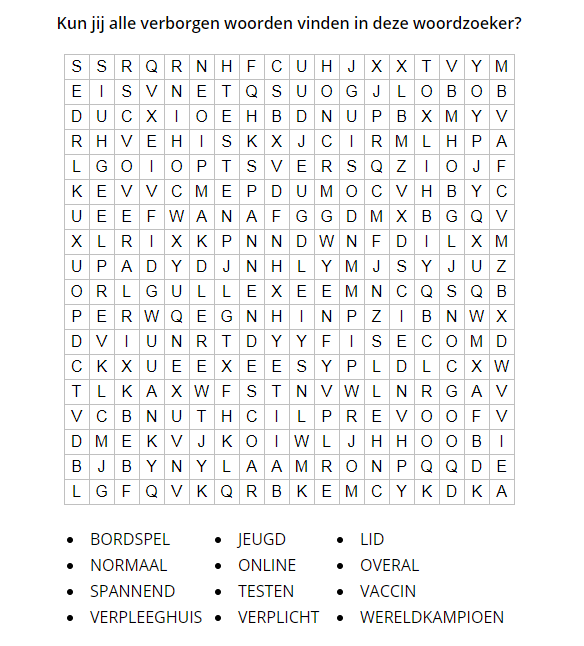 Kun jij alle verborgen woorden vinden in deze woordzoeker?
S S R Q R N H F C U H J X X T V Y M
E I S V N E T Q S U O G J L O B O B
D U C X I O E H B D N U P B X M Y V
R H V E H I S K X J C I R M L H P A
L G O I O P T S V E R S Q Z I O J F
K E V V C M E P D U M O C V H B Y C
U E E F W A N A F G G D M X B G Q V
X L R I X K P N N D W N F D I L X M
U P A D Y D J N H L Y M J S Y J U Z
O R L G U L L E X E E M N C Q S Q B
P E R W Q E G N H I N P Z I B N W X
D V I U N R T D Y Y F I S E C O M D
C K X U E E X E E S Y P L D L C X W
T L K A X W F S T N V W L N R G A V
V C B N U T H C I L P R E V O O F V
D M E K V J K O I W L J H H O O B I
B J B Y N Y L A A M R O N P Q Q D E
L G F Q V K Q R B K E M C Y K D K A
• BORDSPEL • JEUGD • LID
• NORMAAL • ONLINE • OVERAL
• SPANNEND • TESTEN • VACCIN
• VERPLEEGHUIS • VERPLICHT • WERELDKAMPIOEN